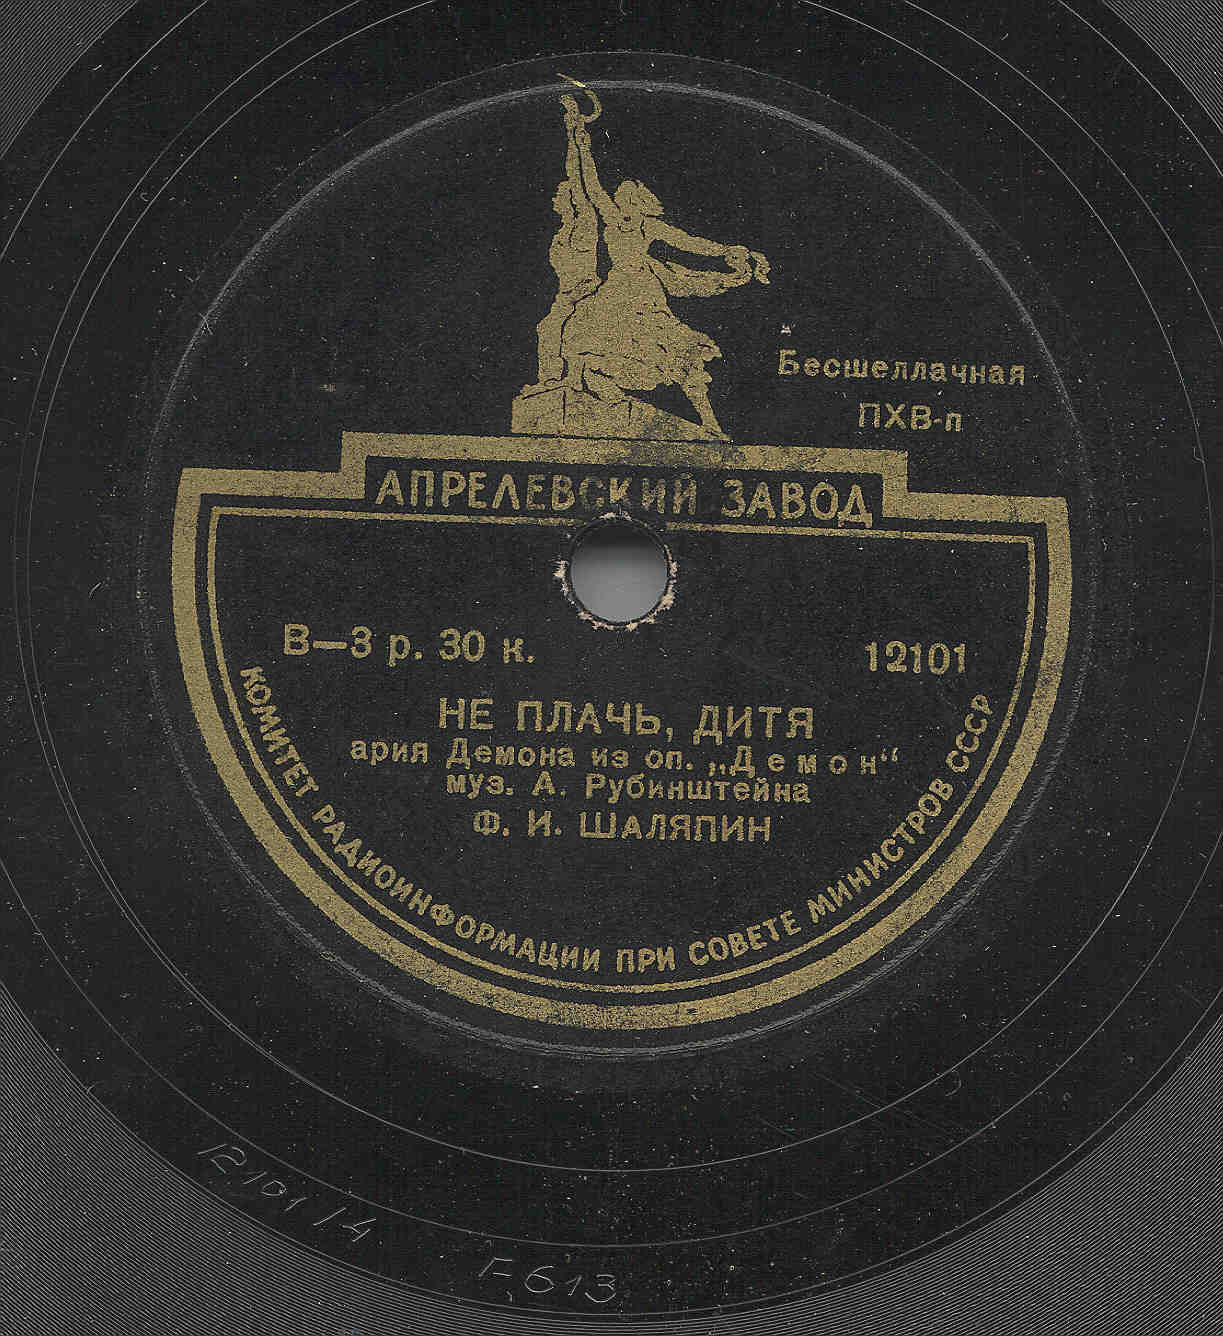 Бесшеллачная
ПХВ-п
АПРЕЛЕВСКИЙ ЗАВОД
В—3 р. 30 к.
12101
НЕ ПЛАЧЬ, ДИТЯ
ария Демона из оп. „Демон“
муз. А. Рубинштейна
Ф. И. ШАЛЯПИН
КОМИТЕТ РАДИОИНФОРМАЦИИ ПРИ СОВЕТЕ МИНИСТРОВ СССР
12101/4
F613